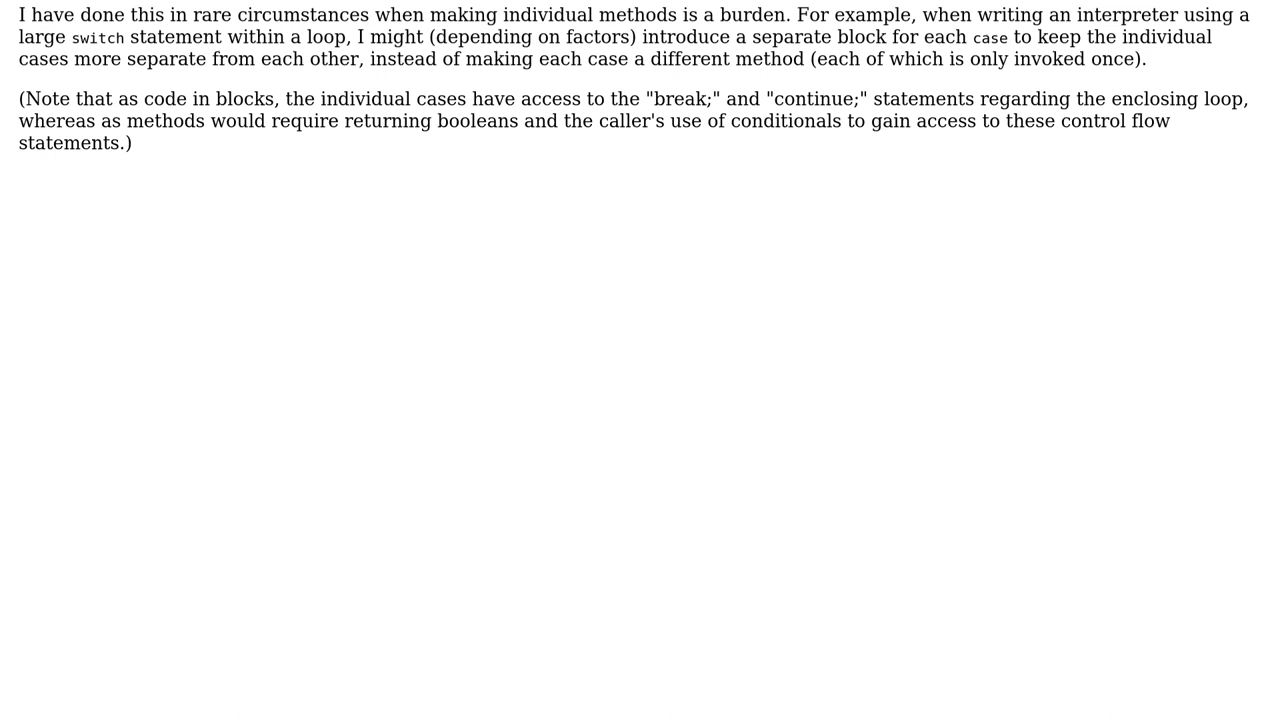 I have done this in rare circumstances when making individual methods is a burden. For example, when writing an interpreter using a
large switch statement within a loop, I might (depending on factors) introduce a separate block for each case to keep the individual
cases more separate from each other, instead of making each case a different method (each of which is only invoked once).
(Note that as code in blocks, the individual cases have access to the "break;" and "continue;" statements regarding the enclosing loop,
whereas as methods would require returning booleans and the caller's use of conditionals to gain access to these control flow
statements.)